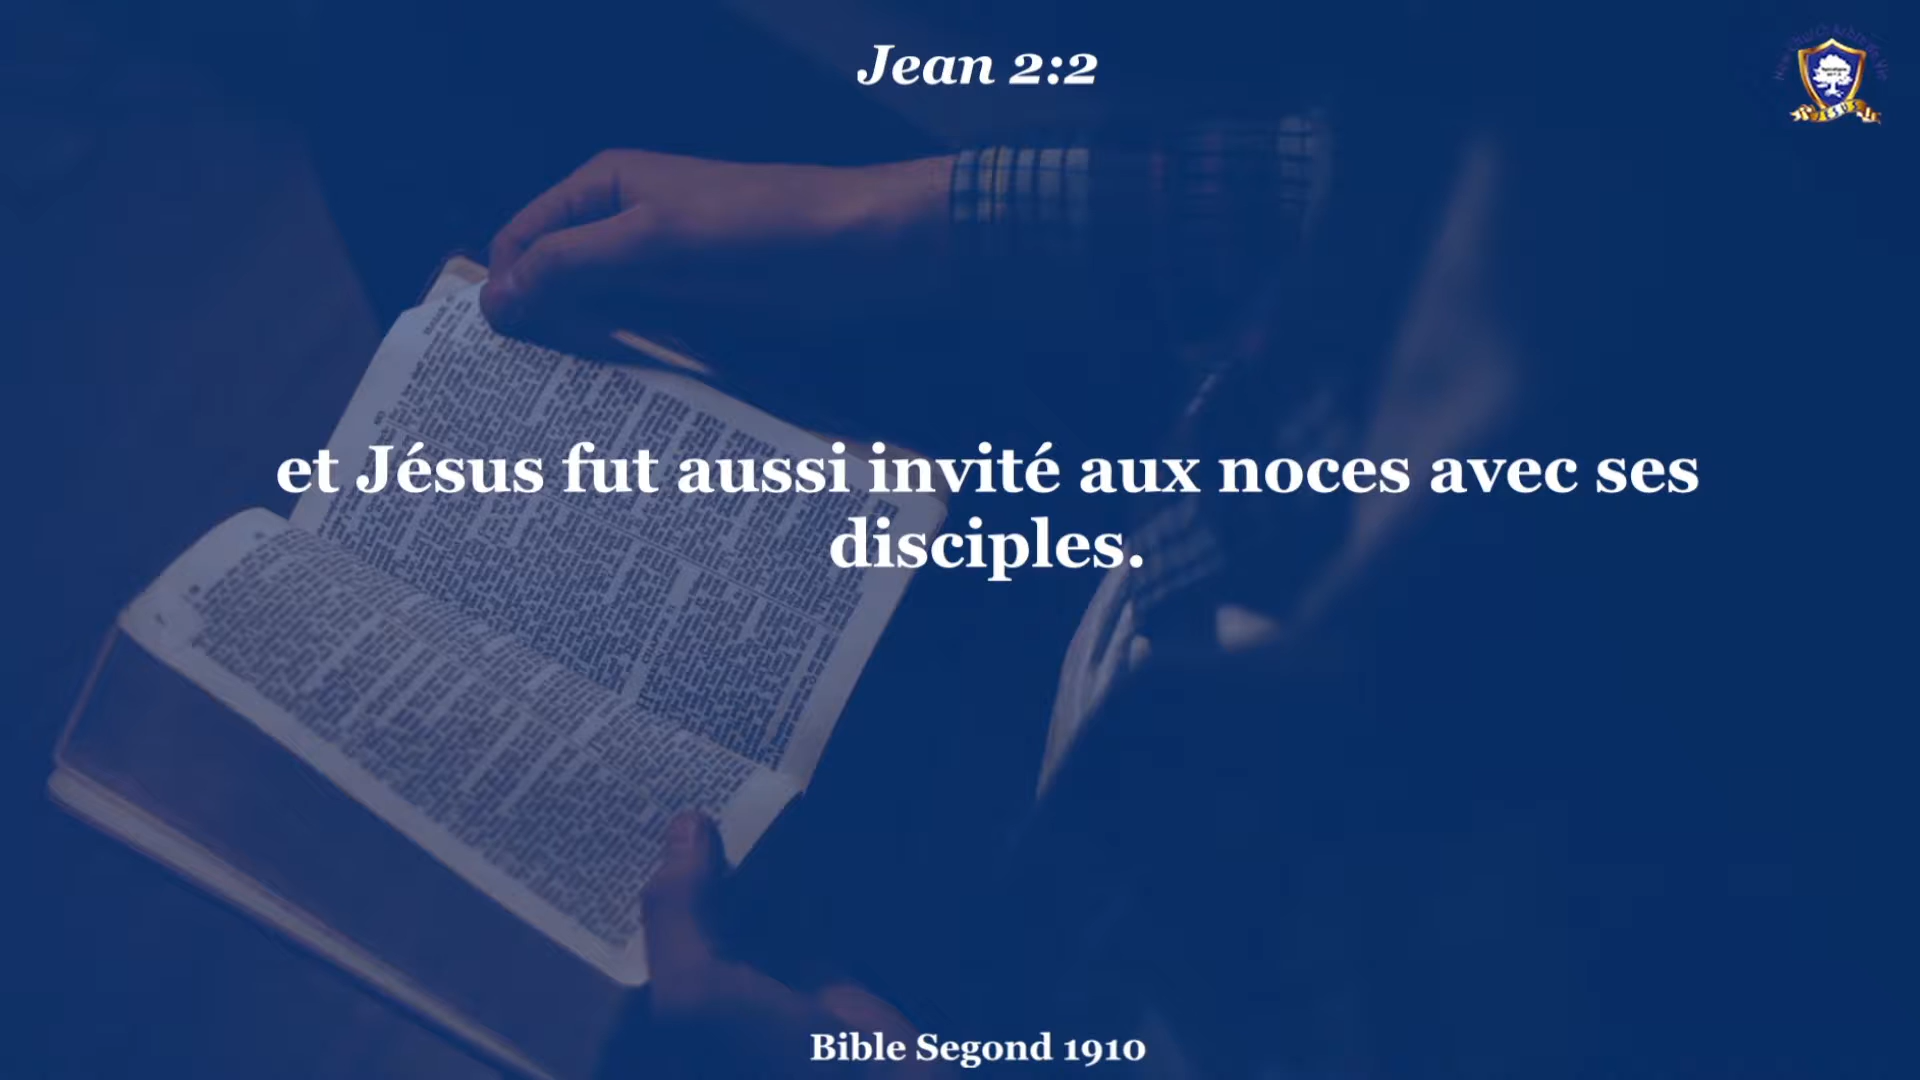 Jean 2:2
et Jésus fut aussi invité aux noces avec ses
disciples.
Bible Segond 1910